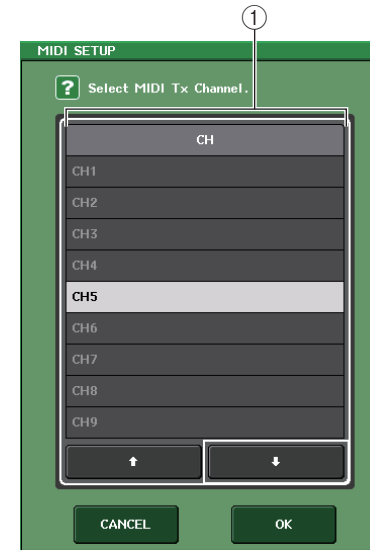 ①
MIDI SETUP
? Select MIDI Tx Channel.
CH
CH1
CH2
CH3
CH4
CH5
CH6
CH7
CH8
CH9
CANCEL OK